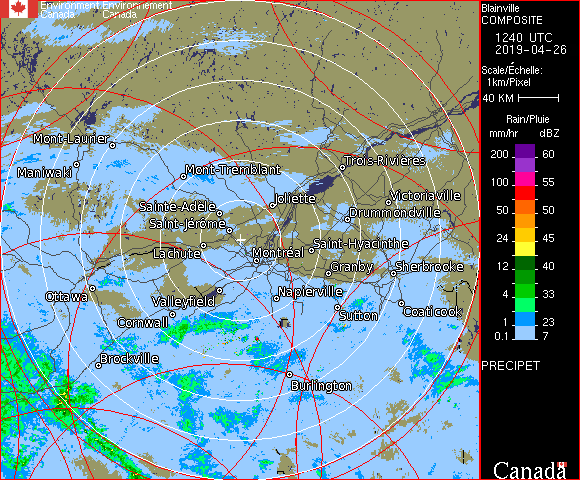 Environment Environnement
Canada Canada
Blainville
COMPOSITE
1240 UTC
2019-04-26
Scale/Échelle:
1km/Pixel
40 KM
Rain/Pluie
mm/hr dBZ
200 60
100 55
50 50
24 45
12 40
4 33
1 23
0.1 7
PRECIPET
Canada
Mont-Laurier
Maniwaki
Mont-Tremblant
Trois-Rivières
Joliette
Victoriaville
Sainte-Adele
Drummondville
Saint-Jérôme
Lachute
Montréal
Saint-Hyacinthe
Granby
Sherbrooke
Ottawa
Valleyfield
Napierville
Cornwall
Sutton
Coaticook
Brockville
Burlington